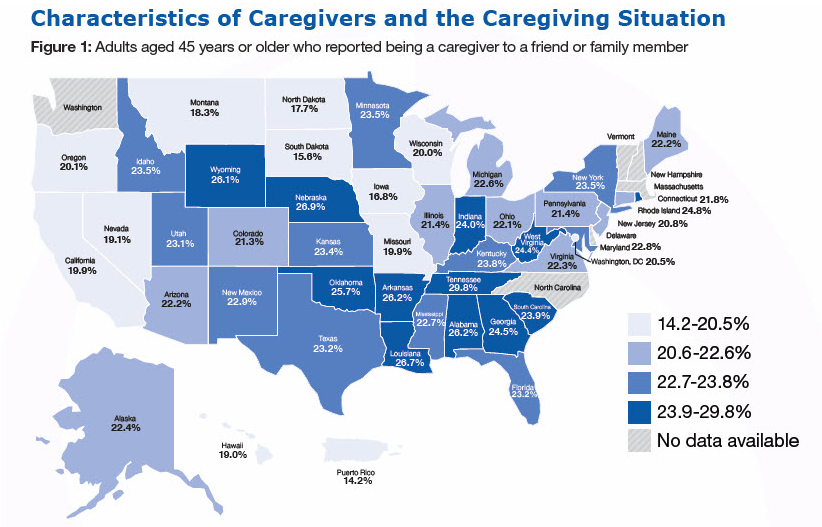 Characteristics of Caregivers and the Caregiving Situation
Figure 1: Adults aged 45 years or older who reported being a caregiver to a friend or family member
Washington
Montana
18.3%
North Dakota
17.7%
Minnesota
23.5%
Vermont
Maine
22.2%
Oregon
20.1%
Idaho
23.5%
South Dakota
15.6%
Wisconsin
20.0%
Michigan
22.6%
Wyoming
26.1%
New York
23.5%
New Hampshire
Massachusetts
Connecticut 21.8%
Rhode Island 24.8%
New Jersey 20.8%
Delaware
Maryland 22.8%
Washington, DC 20.5%
Nebraska
26.9%
Iowa
16.8%
Pennsylvania
21.4%
Nevada
19.1%
Utah
23.1%
Colorado
21.3%
Kansas
23.4%
Missouri
19.9%
Illinois
21.4%
Indiana
24.0%
Ohio
22.1%
West
Virginia
24.4%
Virginia
22.3%
California
19.9%
Kentucky
23.8%
North Carolina
Arizona
22.2%
New Mexico
22.9%
Oklahoma
25.7%
Arkansas
26.2%
Tennessee
29.8%
South Carolina
23.9%
Mississippi
22.7%
Alabama
26.2%
Georgia
24.5%
Texas
23.2%
Louisiana
26.7%
Florida
23.2%
Alaska
22.4%
Hawaii
19.0%
Puerto Rico
14.2%
14.2-20.5%
20.6-22.6%
22.7-23.8%
23.9-29.8%
No data available